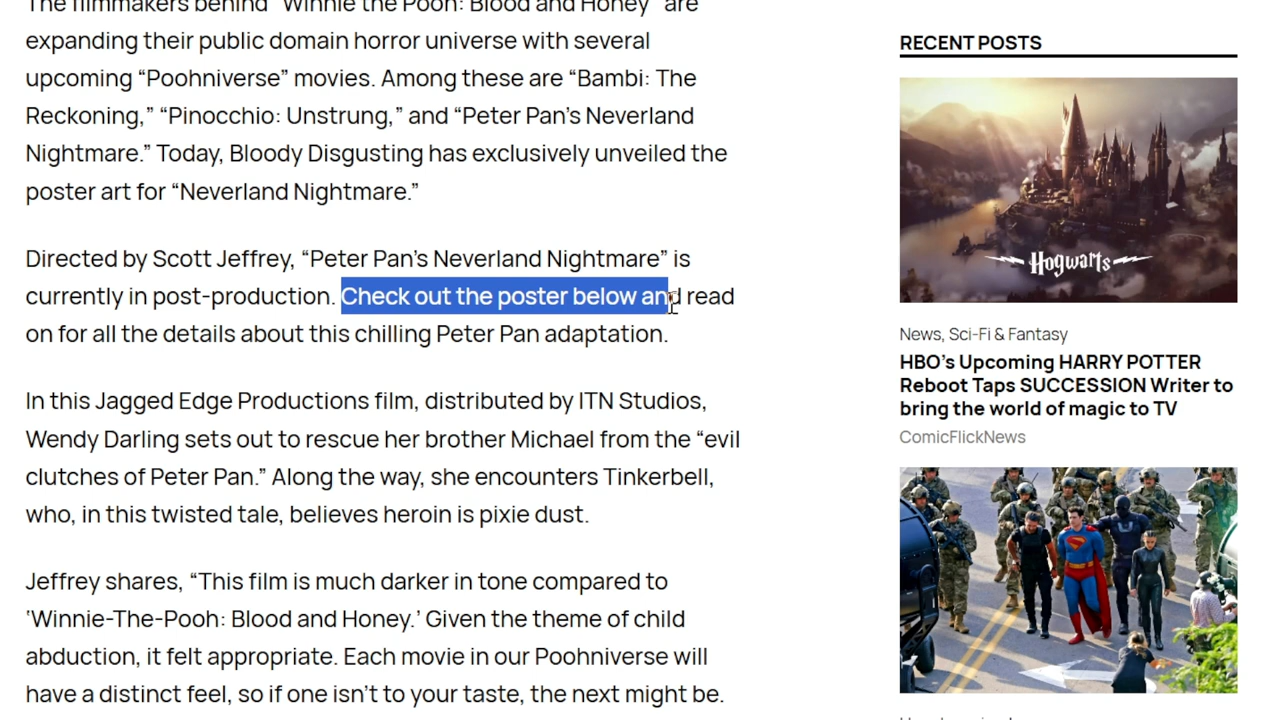 The filmmakers behind “Winnie the Pooh: Blood and Honey” are
expanding their public domain horror universe with several
upcoming “Poohniverse” movies. Among these are “Bambi: The
Reckoning,” “Pinocchio: Unstrung,” and “Peter Pan’s Neverland
Nightmare.” Today, Bloody Disgusting has exclusively unveiled the
poster art for “Neverland Nightmare.”
Directed by Scott Jeffrey, “Peter Pan’s Neverland Nightmare” is
currently in post-production. Check out the poster below and read
on for all the details about this chilling Peter Pan adaptation.
In this Jagged Edge Productions film, distributed by ITN Studios,
Wendy Darling sets out to rescue her brother Michael from the “evil
clutches of Peter Pan.” Along the way, she encounters Tinkerbell,
who, in this twisted tale, believes heroin is pixie dust.
Jeffrey shares, “This film is much darker in tone compared to
‘Winnie-The-Pooh: Blood and Honey.’ Given the theme of child
abduction, it felt appropriate. Each movie in our Poohniverse will
have a distinct feel, so if one isn’t to your taste, the next might be.
RECENT POSTS
Hogwarts
News, Sci-Fi & Fantasy
HBO’s Upcoming HARRY POTTER
Reboot Taps SUCCESSION Writer to
bring the world of magic to TV
ComicFlickNews